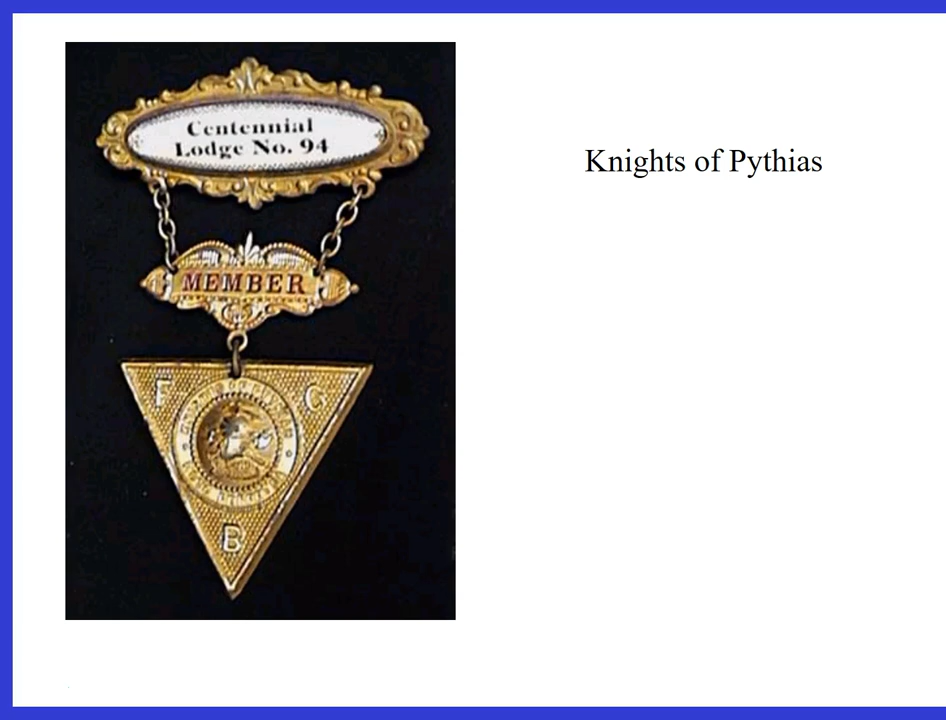 Centennial
Lodge No. 94
Knights of Pythias
MEMBER
F C
B